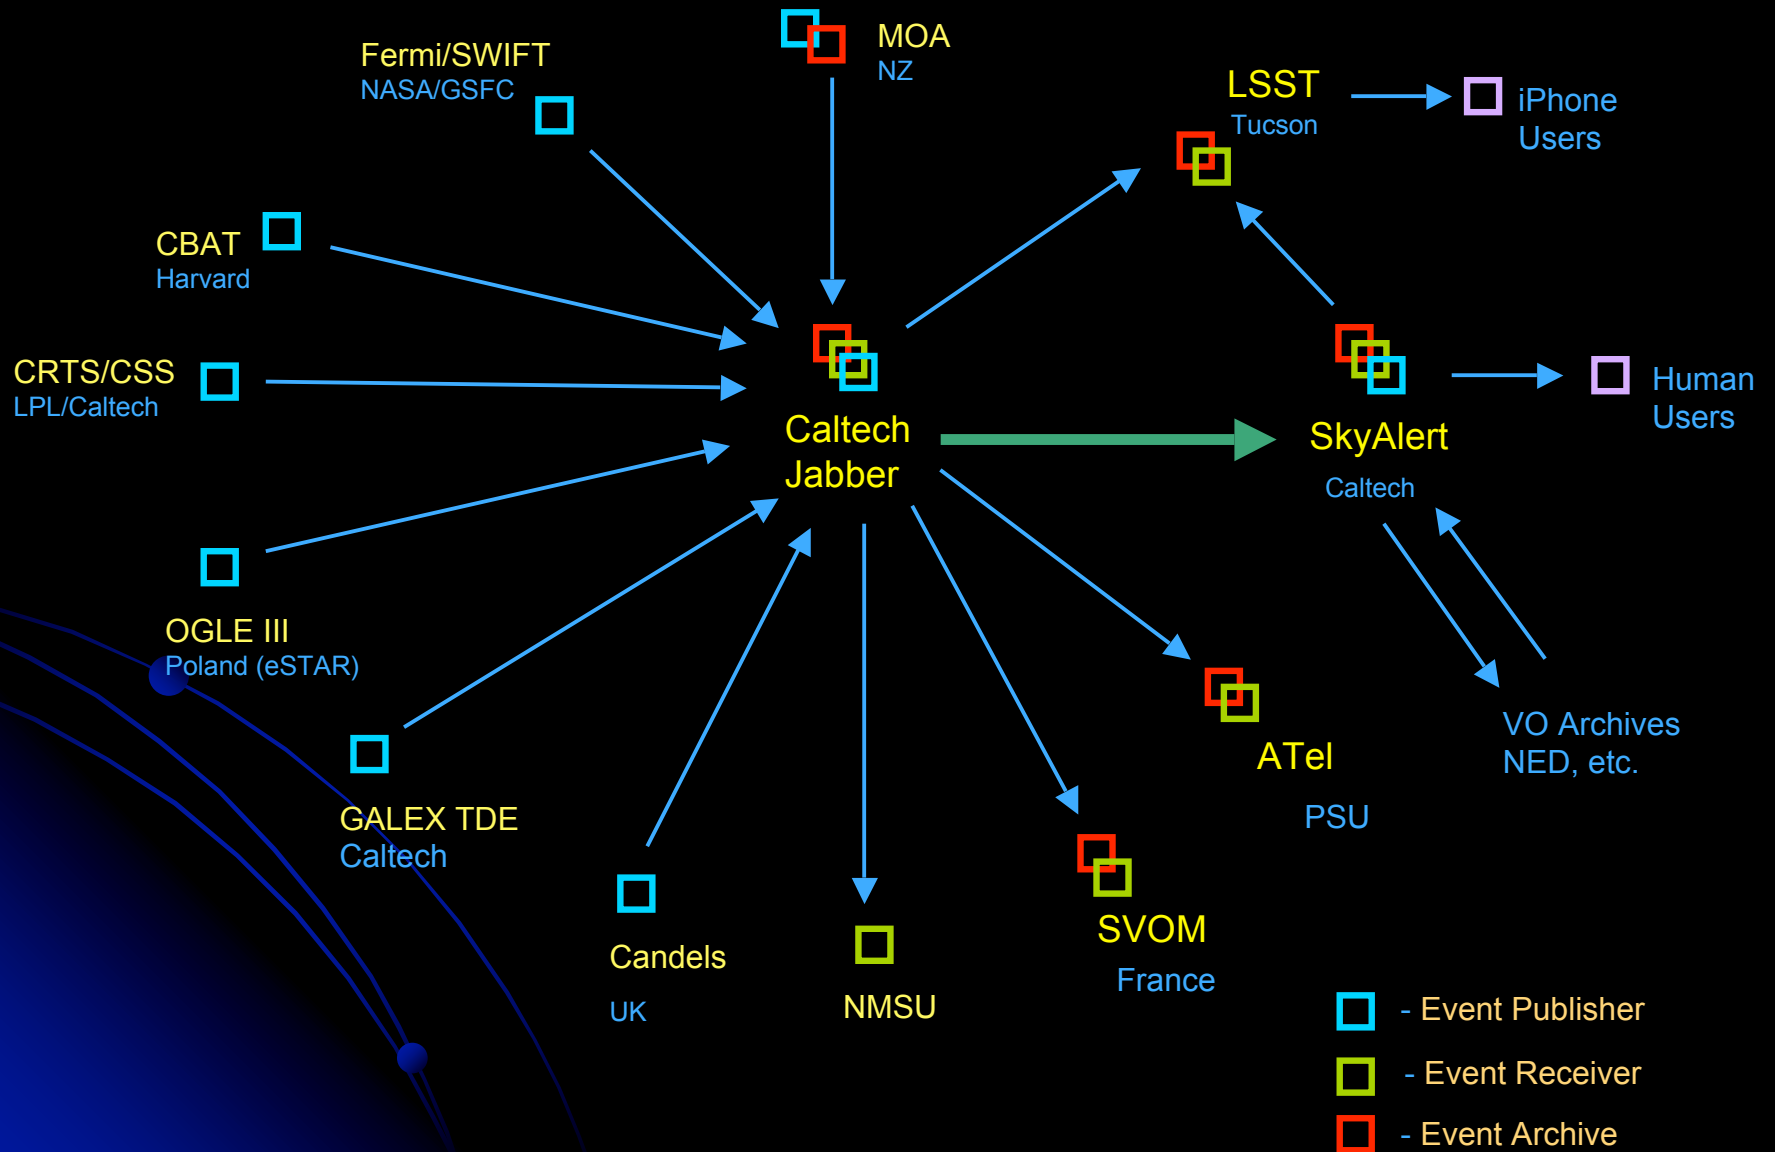 MOA
NZ
Fermi/SWIFT
NASA/GSFC
LSST
Tucson
iPhone
Users
CBAT
Harvard
CRTS/CSS
LPL/Caltech
Caltech
Jabber
SkyAlert
Caltech
Human
Users
OGLE III
Poland (eSTAR)
GALEX TDE
Caltech
Candels
UK
NMSU
SVOM
France
ATel
PSU
VO Archives
NED, etc.
- Event Publisher
- Event Receiver
- Event Archive